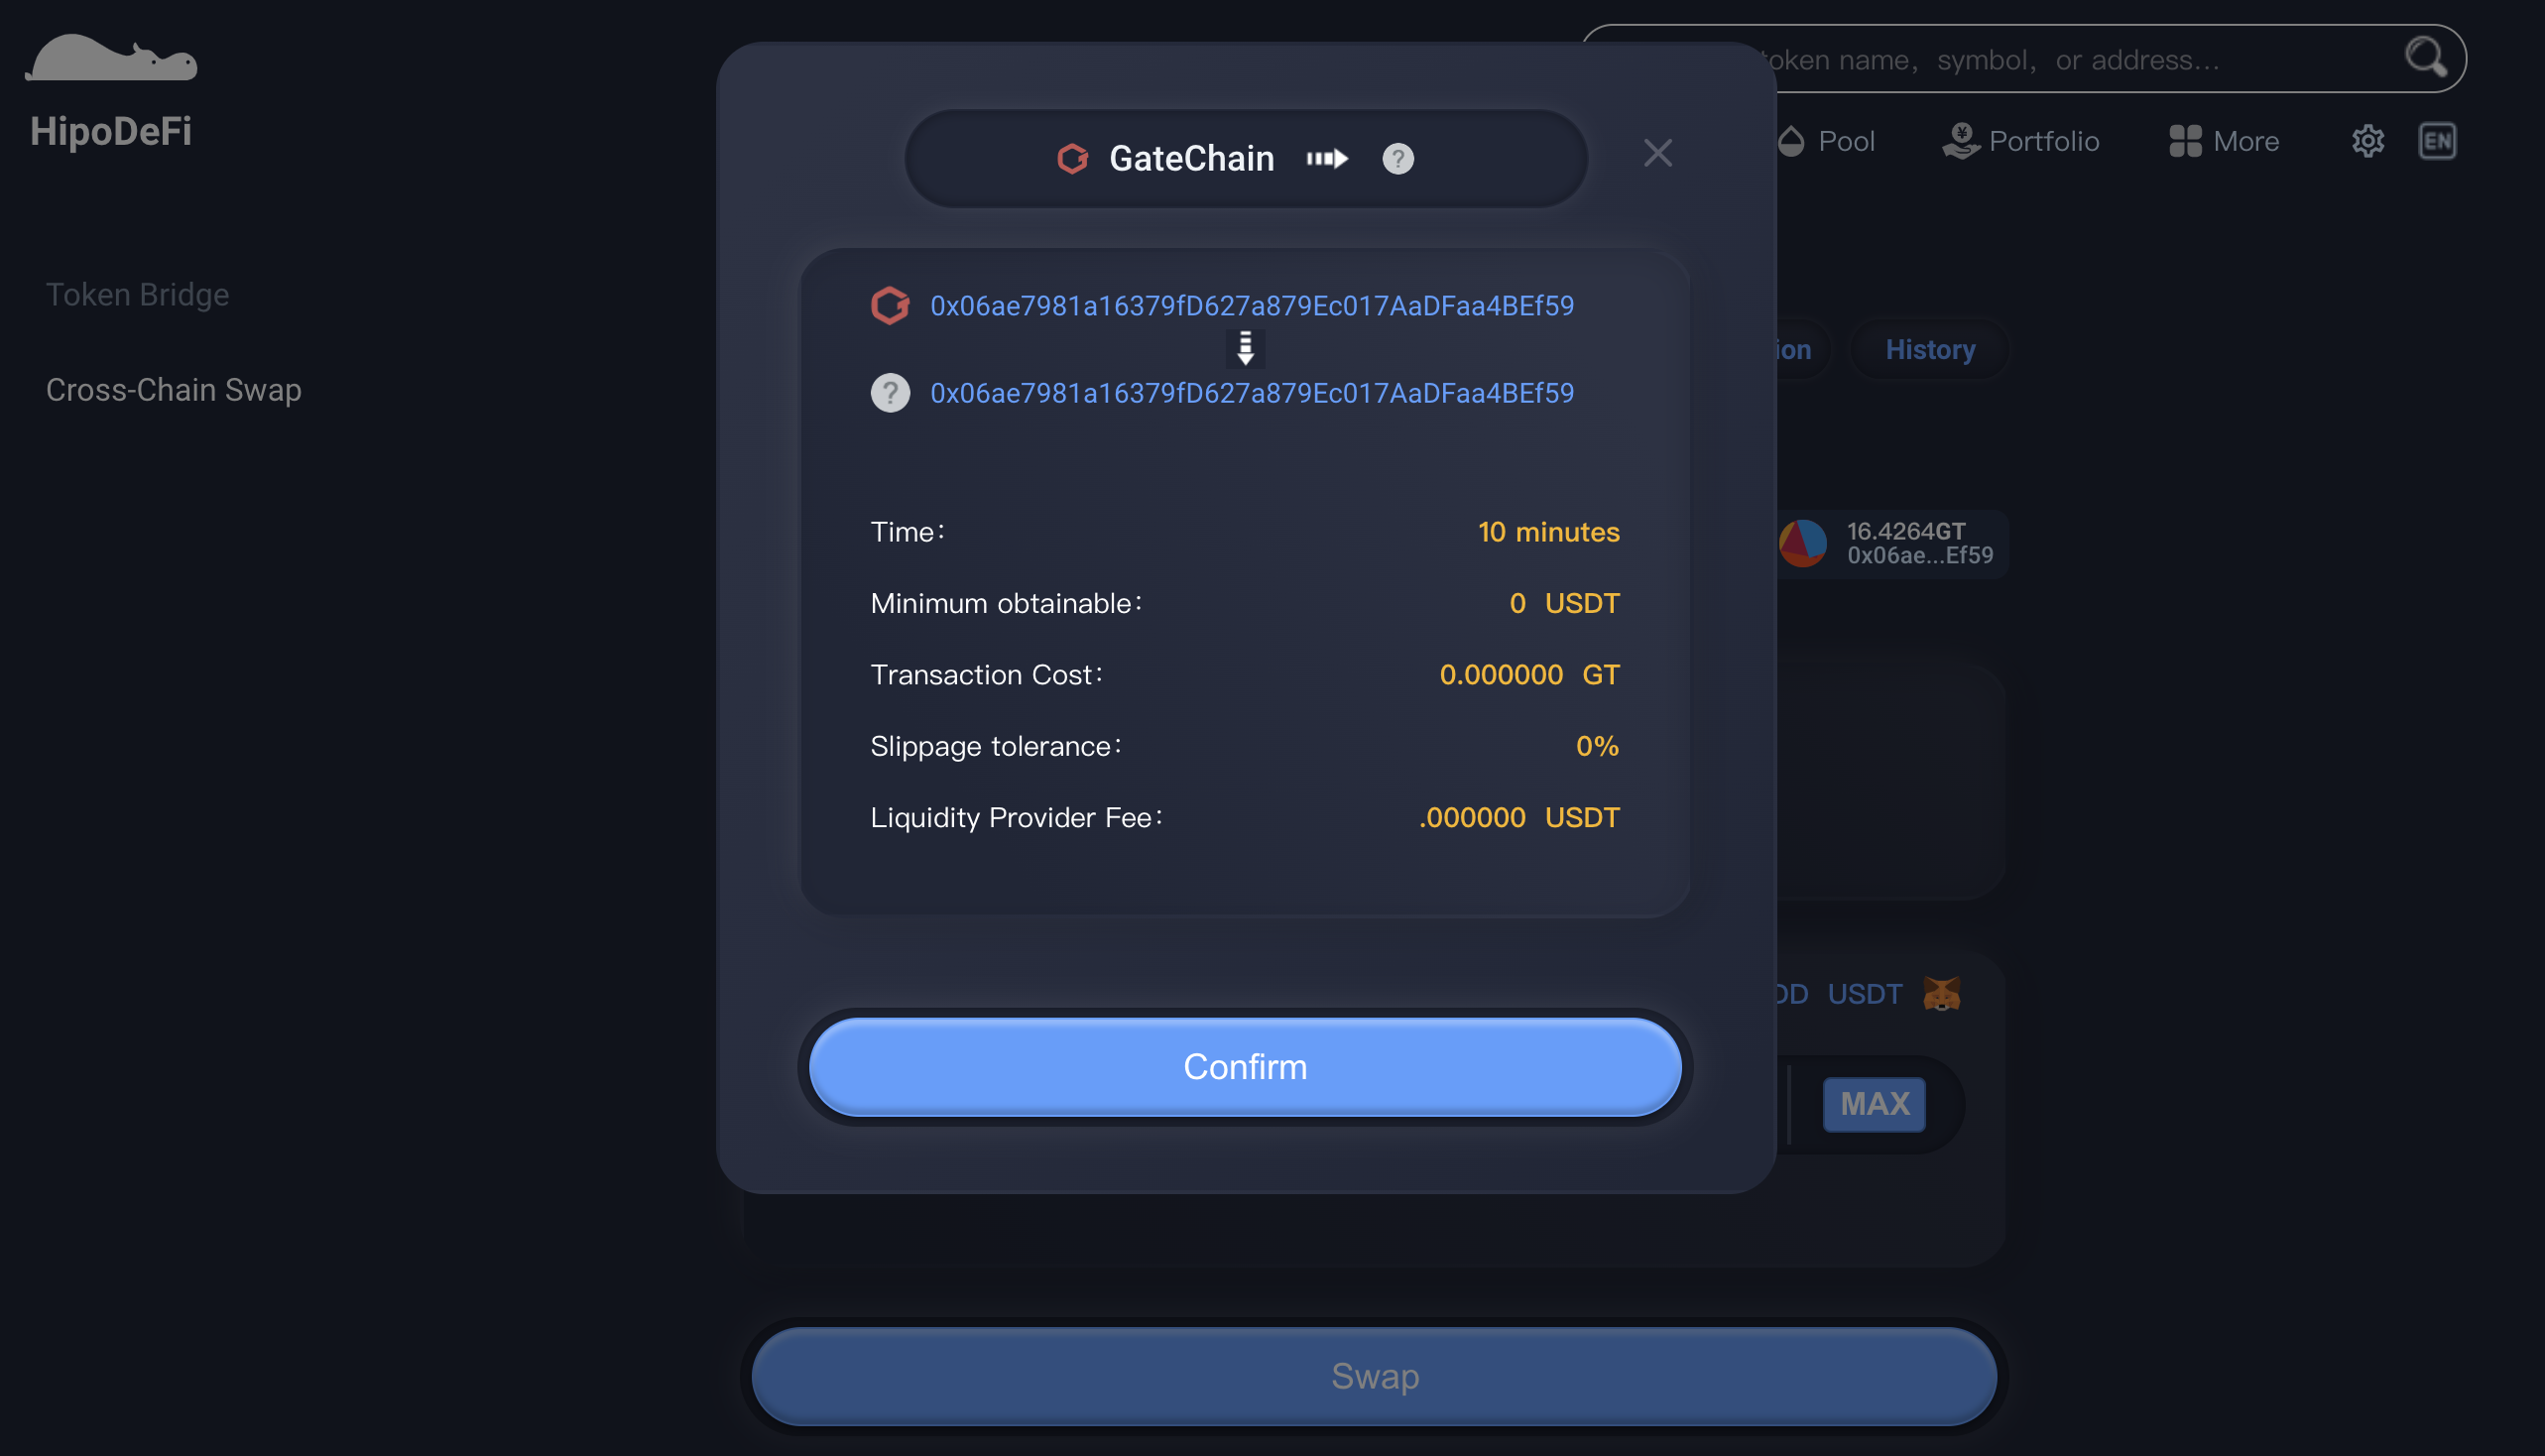 HipoDeFi
token name, symbol, or address...
Pool
Portfolio
More
EN
Token Bridge
Cross-Chain Swap
GateChain
?
0x06ae7981a16379fD627a879Ec017AaDFaa4BEf59
?
0x06ae7981a16379fD627a879Ec017AaDFaa4BEf59
Time: 10 minutes
Minimum obtainable: 0 USDT
Transaction Cost: 0.000000 GT
Slippage tolerance: 0%
Liquidity Provider Fee: .000000 USDT
Confirm
ion
History
16.4264GT
0x06ae...Ef59
DD USDT
MAX
Swap